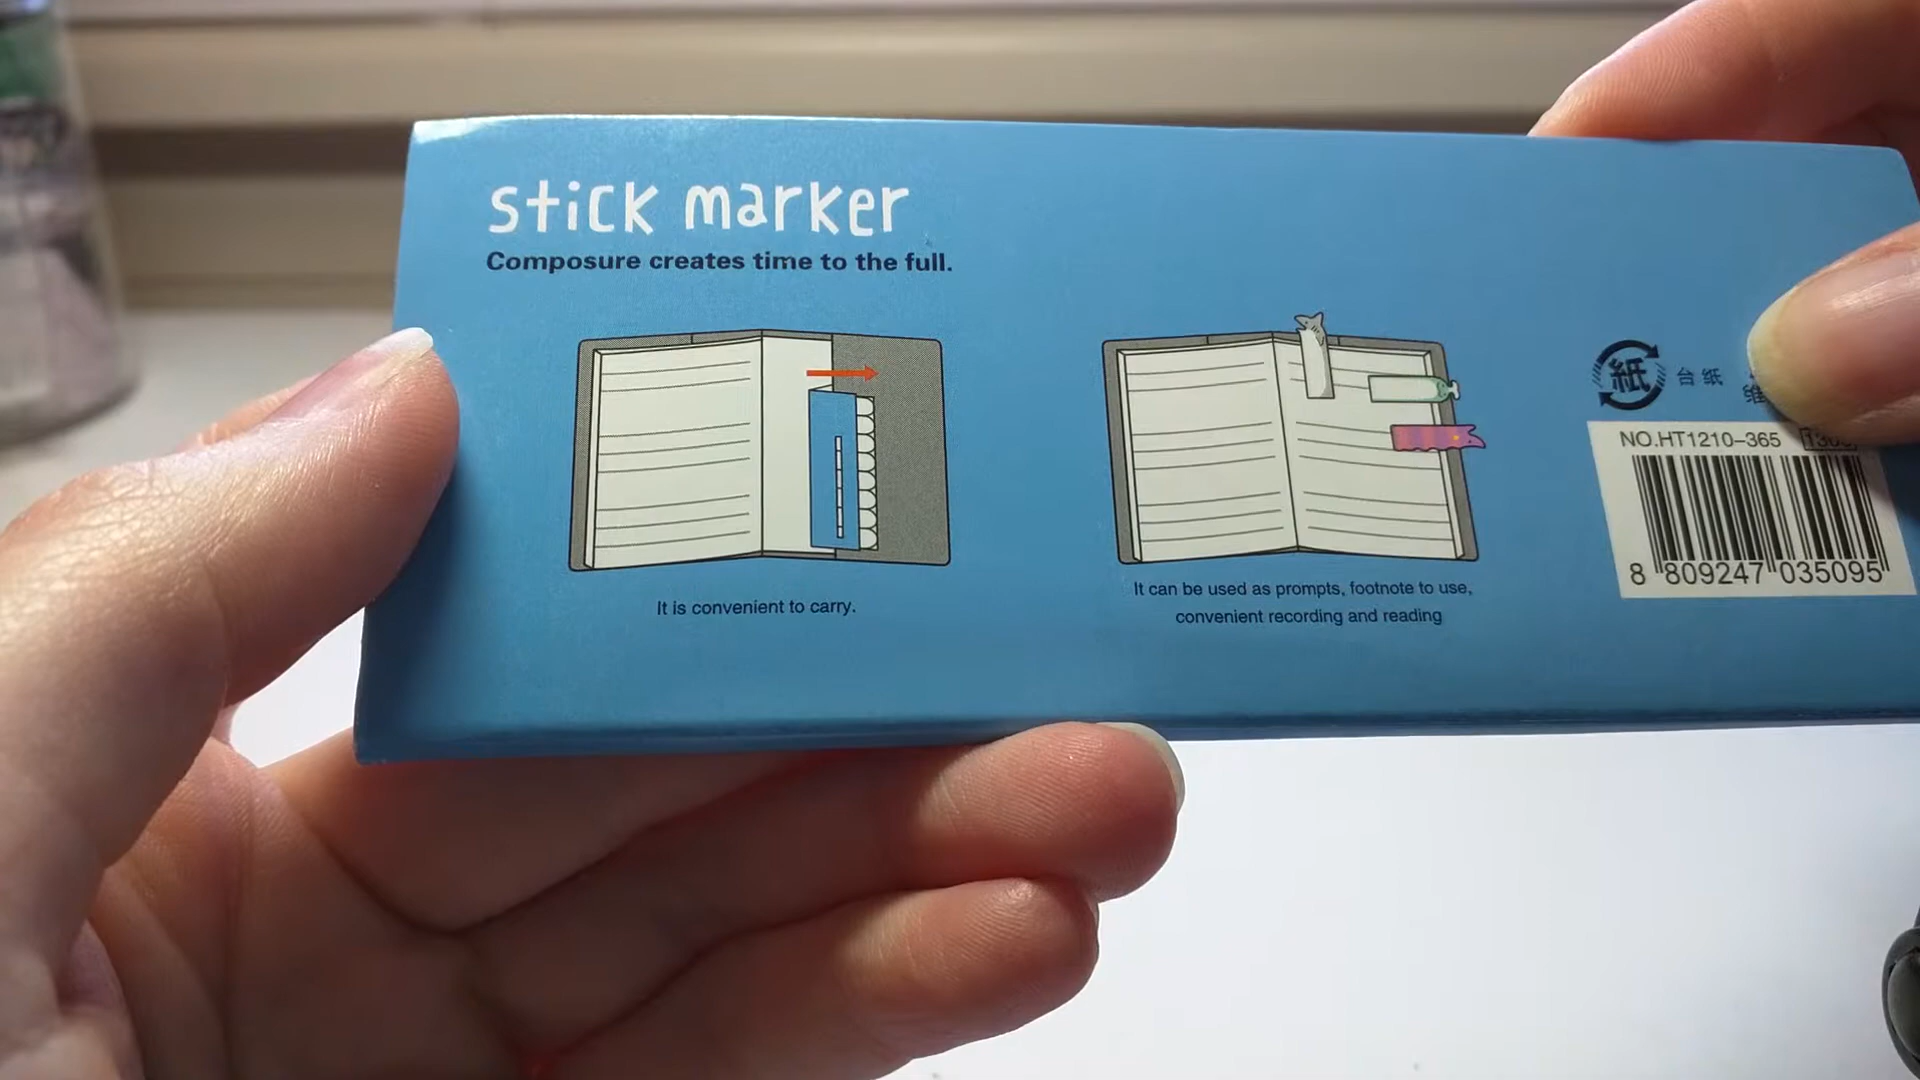 stick marker
Composure creates time to the full.
It is convenient to carry.
It can be used as prompts, footnote to use,
convenient recording and reading
紙
台纸
NO.HT1210-365
8 809247 035095